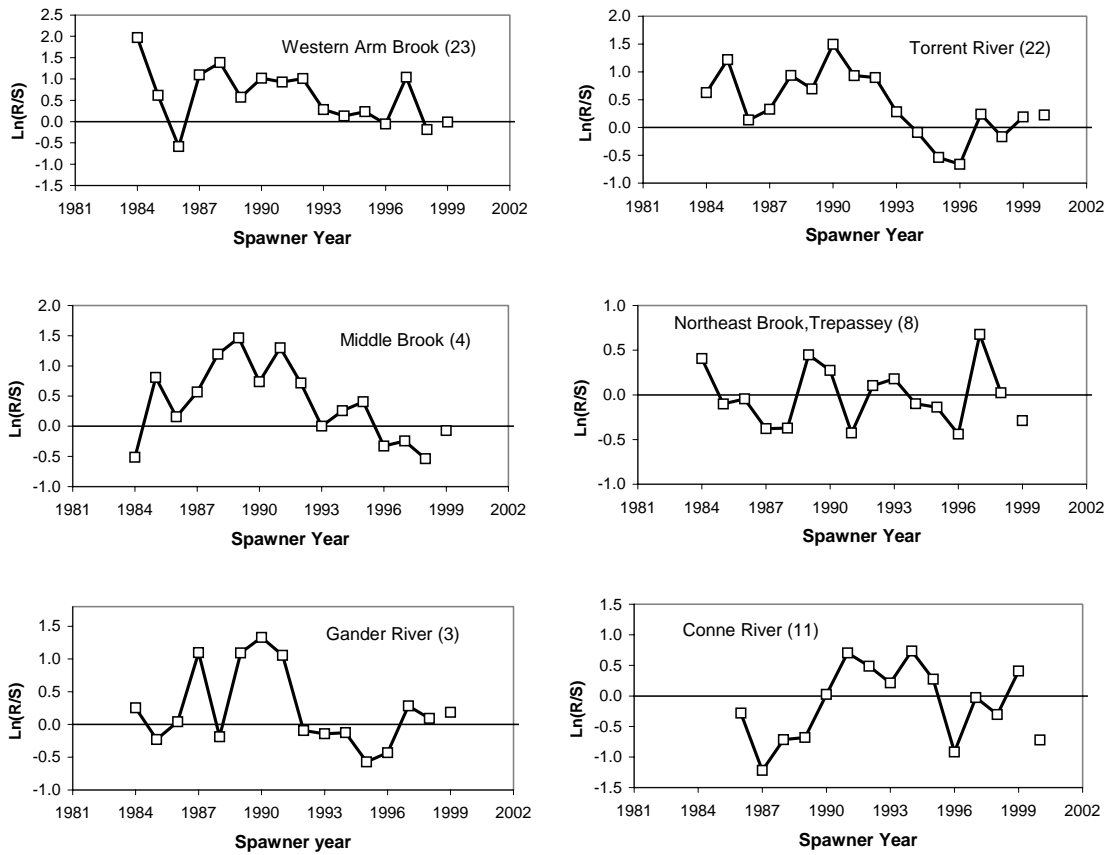 Western Arm Brook (23)
Ln(R/S)
2.5
2.0
1.5
1.0
0.5
0.0
-0.5
-1.0
-1.5
1981 1984 1987 1990 1993 1996 1999 2002
Spawner Year
Torrent River (22)
Ln(R/S)
2.0
1.5
1.0
0.5
0.0
-0.5
-1.0
1981 1984 1987 1990 1993 1996 1999 2002
Spawner Year
Middle Brook (4)
Ln(R/S)
2.0
1.5
1.0
0.5
0.0
-0.5
-1.0
1981 1984 1987 1990 1993 1996 1999 2002
Spawner Year
Northeast Brook,Trepassey (8)
Ln(R/S)
1.0
0.5
0.0
-0.5
-1.0
1981 1984 1987 1990 1993 1996 1999 2002
Spawner Year
Gander River (3)
Ln(R/S)
1.5
1.0
0.5
0.0
-0.5
-1.0
1981 1984 1987 1990 1993 1996 1999 2002
Spawner year
Conne River (11)
Ln(R/S)
1.5
1.0
0.5
0.0
-0.5
-1.0
-1.5
1981 1984 1987 1990 1993 1996 1999 2002
Spawner Year